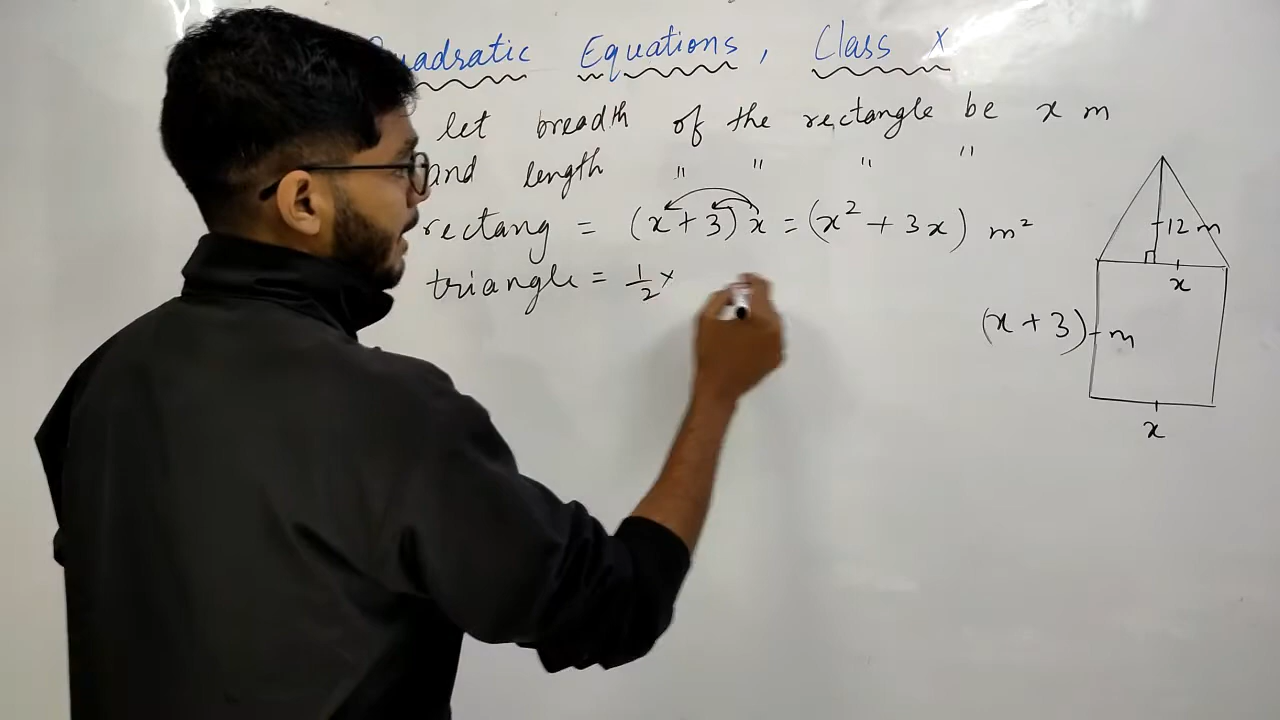 Quadratic Equations, Class X
let breadth of the rectangle be x m
and length " " " "
rectang = (x + 3) x = (x² + 3x) m²
triangle = 1/2 ×
12 m
x
(x + 3) m
x